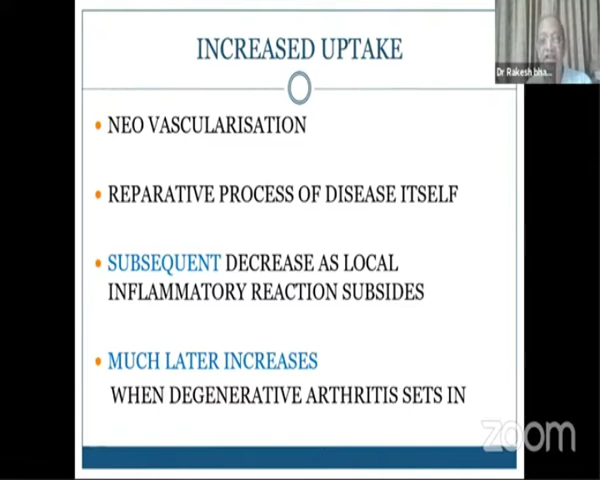 INCREASED UPTAKE
Dr Rakesh bha...
• NEO VASCULARISATION
• REPARATIVE PROCESS OF DISEASE ITSELF
• SUBSEQUENT DECREASE AS LOCAL
INFLAMMATORY REACTION SUBSIDES
• MUCH LATER INCREASES
WHEN DEGENERATIVE ARTHRITIS SETS IN
zoom